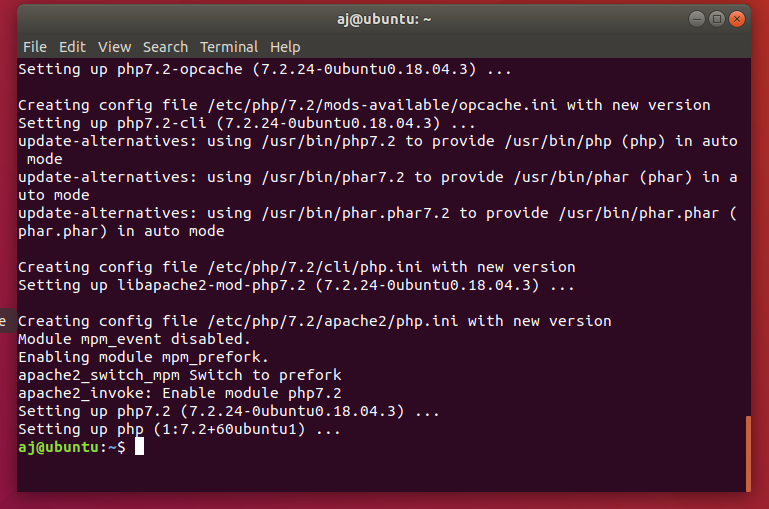 aj@ubuntu: ~
File Edit View Search Terminal Help
Setting up php7.2-opcache (7.2.24-0ubuntu0.18.04.3) ...
Creating config file /etc/php/7.2/mods-available/opcache.ini with new version
Setting up php7.2-cli (7.2.24-0ubuntu0.18.04.3) ...
update-alternatives: using /usr/bin/php7.2 to provide /usr/bin/php (php) in auto
 mode
update-alternatives: using /usr/bin/phar7.2 to provide /usr/bin/phar (phar) in a
uto mode
update-alternatives: using /usr/bin/phar.phar7.2 to provide /usr/bin/phar.phar (
phar.phar) in auto mode
Creating config file /etc/php/7.2/cli/php.ini with new version
Setting up libapache2-mod-php7.2 (7.2.24-0ubuntu0.18.04.3) ...
e
Creating config file /etc/php/7.2/apache2/php.ini with new version
Module mpm_event disabled.
Enabling module mpm_prefork.
apache2_switch_mpm Switch to prefork
apache2_invoke: Enable module php7.2
Setting up php7.2 (7.2.24-0ubuntu0.18.04.3) ...
Setting up php (1:7.2+60ubuntu1) ...
aj@ubuntu:~$